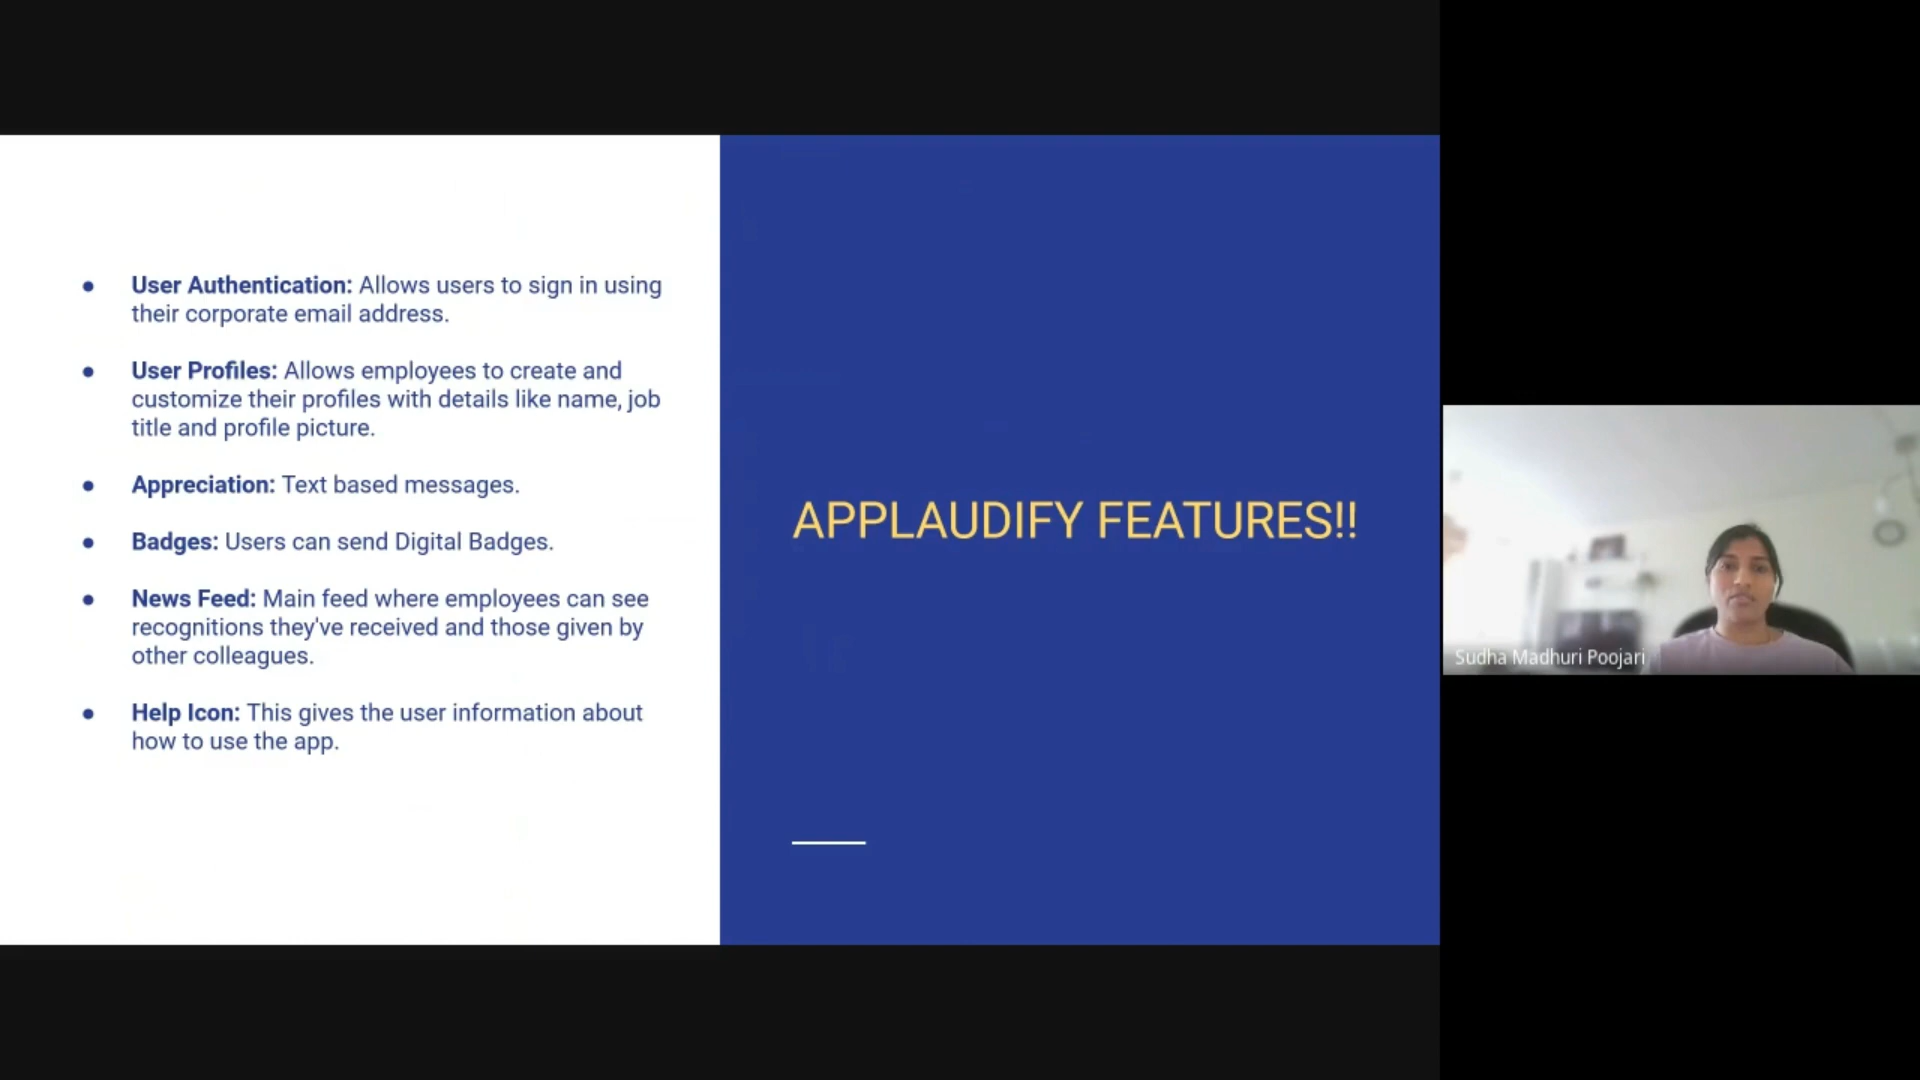 ● User Authentication: Allows users to sign in using
their corporate email address.
● User Profiles: Allows employees to create and
customize their profiles with details like name, job
title and profile picture.
● Appreciation: Text based messages.
● Badges: Users can send Digital Badges.
● News Feed: Main feed where employees can see
recognitions they've received and those given by
other colleagues.
● Help Icon: This gives the user information about
how to use the app.
APPLAUDIFY FEATURES!!
Sudha Madhuri Poojari